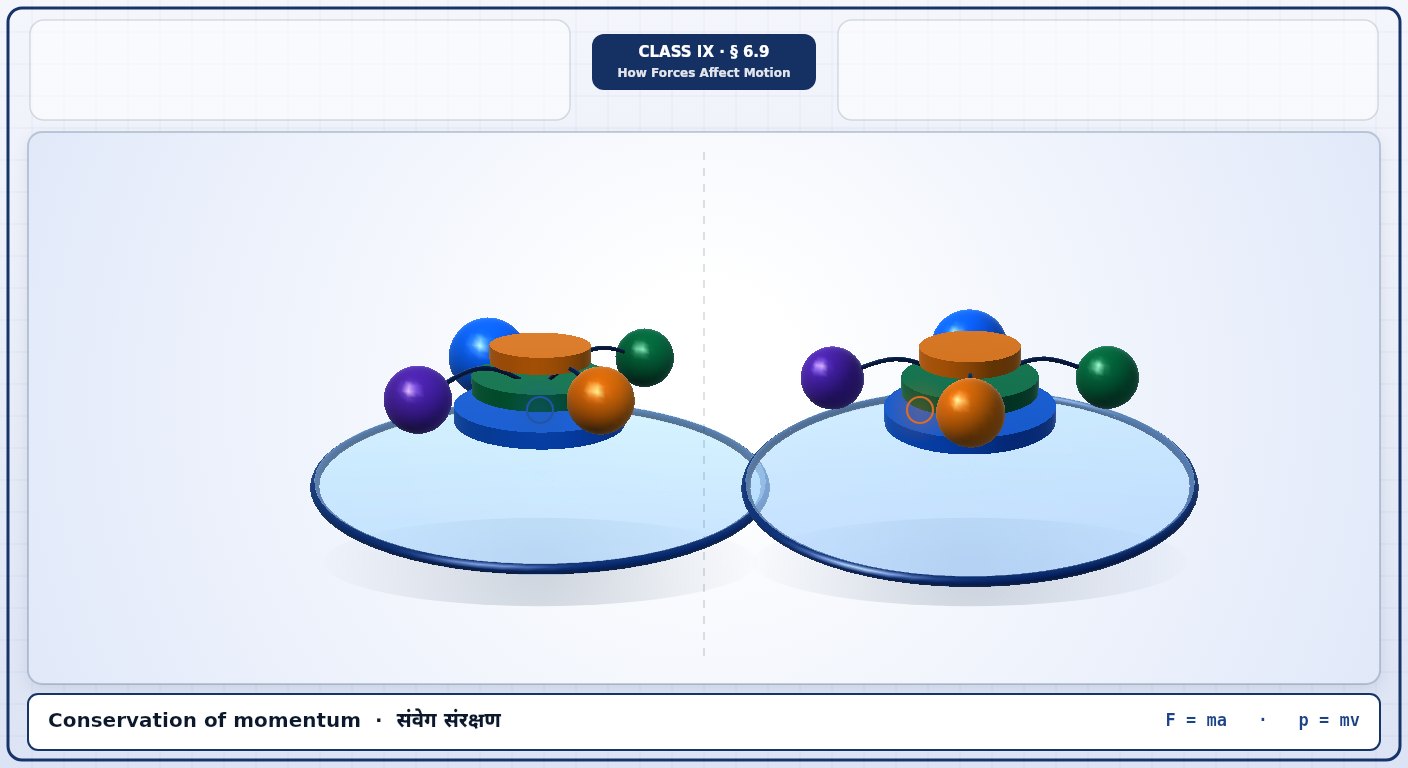 CLASS IX · § 6.9
How Forces Affect Motion
Conservation of momentum · संवेग संरक्षण
F = ma · p = mv